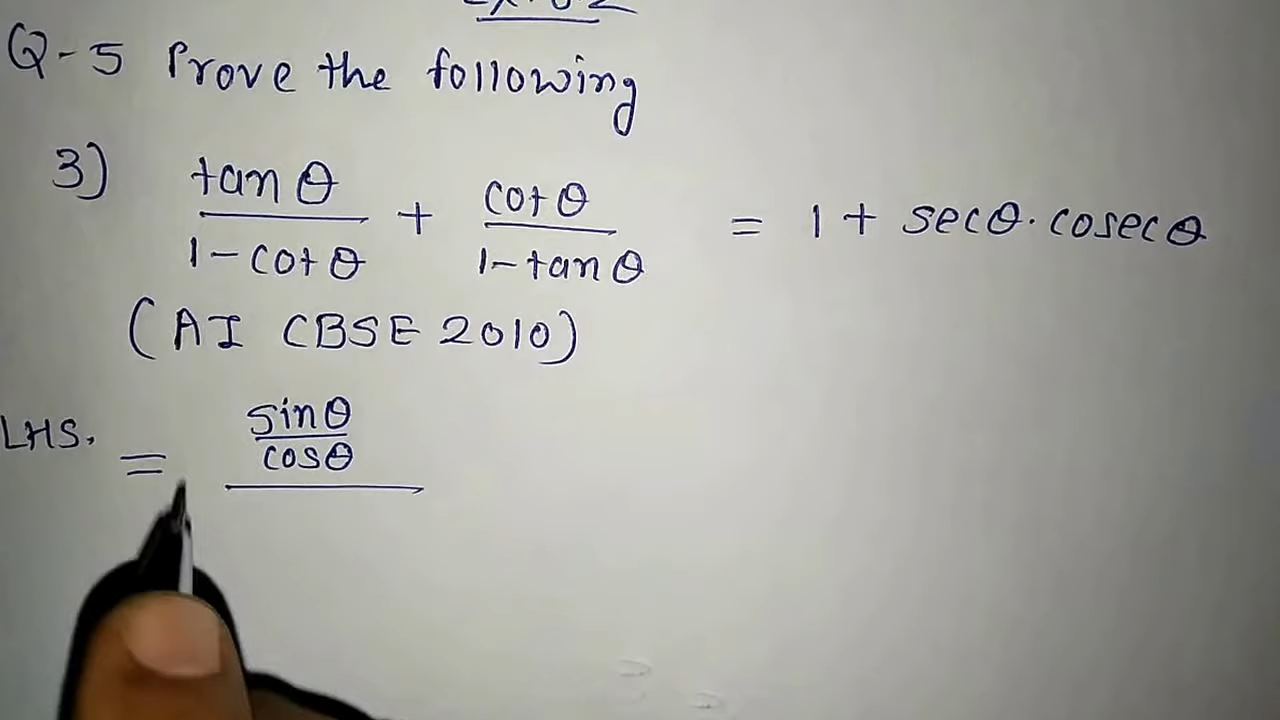 Q-5 Prove the following
3) tanθ/1-cotθ + cotθ/1-tanθ = 1 + secθ.cosecθ
(AI CBSE 2010)
LHS. = sinθ/cosθ